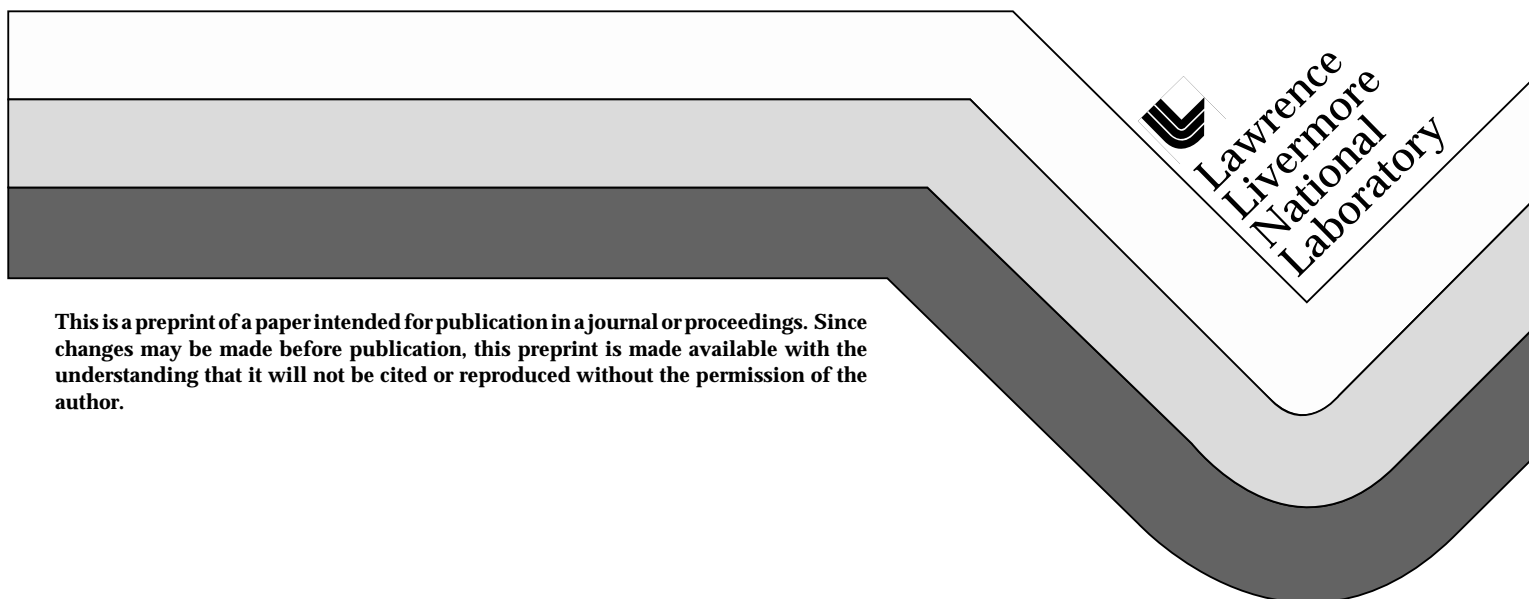 Lawrence
Livermore
National
Laboratory
This is a preprint of a paper intended for publication in a journal or proceedings. Since
changes may be made before publication, this preprint is made available with the
understanding that it will not be cited or reproduced without the permission of the
author.